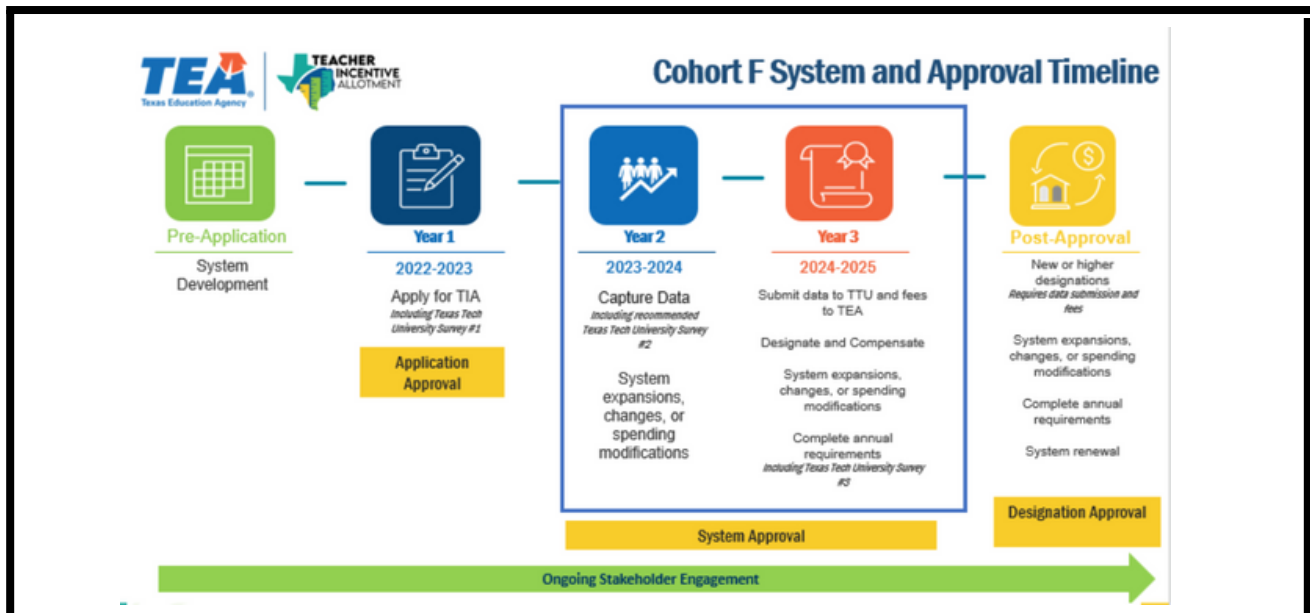 TEA
Texas Education Agency
TEACHER
INCENTIVE
ALLOTMENT
Cohort F System and Approval Timeline
Pre-Application
System
Development
Year 1
2022-2023
Apply for TIA
Including Texas Tech
University Survey #1
Application
Approval
Year 2
2023-2024
Capture Data
Including recommended
Texas Tech University Survey
#2
System
expansions,
changes, or
spending
modifications
Year 3
2024-2025
Submit data to TTU and fees
to TEA
Designate and Compensate
System expansions,
changes, or spending
modifications
Complete annual
requirements
Including Texas Tech University Survey
#3
System Approval
$
Post-Approval
New or higher
designations
Requires data submission and
fees
System expansions,
changes, or spending
modifications
Complete annual
requirements
System renewal
Designation Approval
Ongoing Stakeholder Engagement